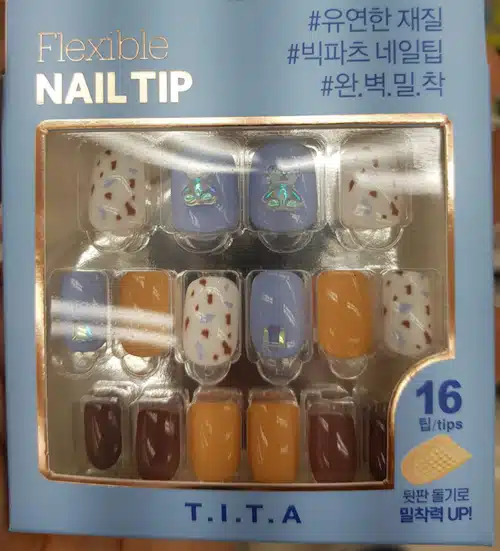 #유연한 재질
#빅파츠 네일팁
#완.벽.밀.착
Flexible
NAIL TIP
16
팁/tips
뒷판 돌기로
밀착력 UP!
T.I.T.A